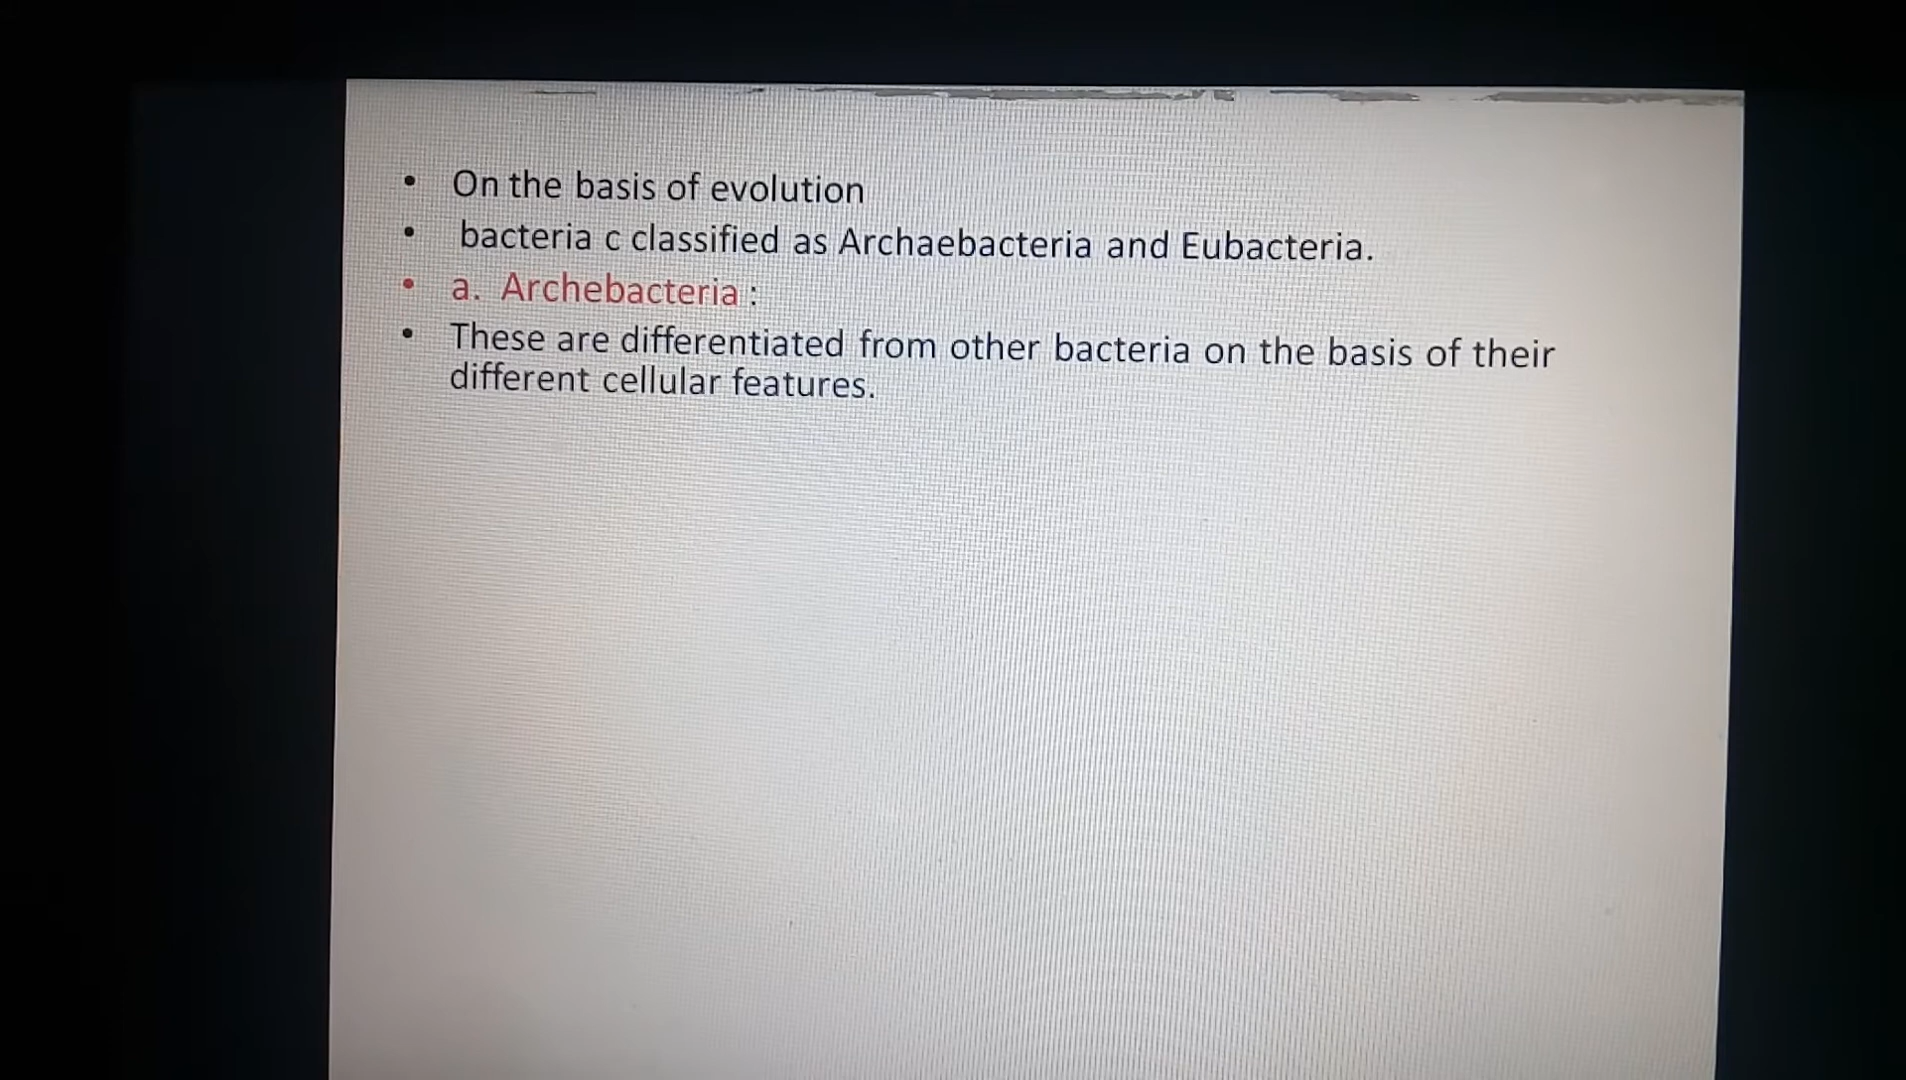 • On the basis of evolution
• bacteria c classified as Archaebacteria and Eubacteria.
• a. Archebacteria :
• These are differentiated from other bacteria on the basis of their
different cellular features.